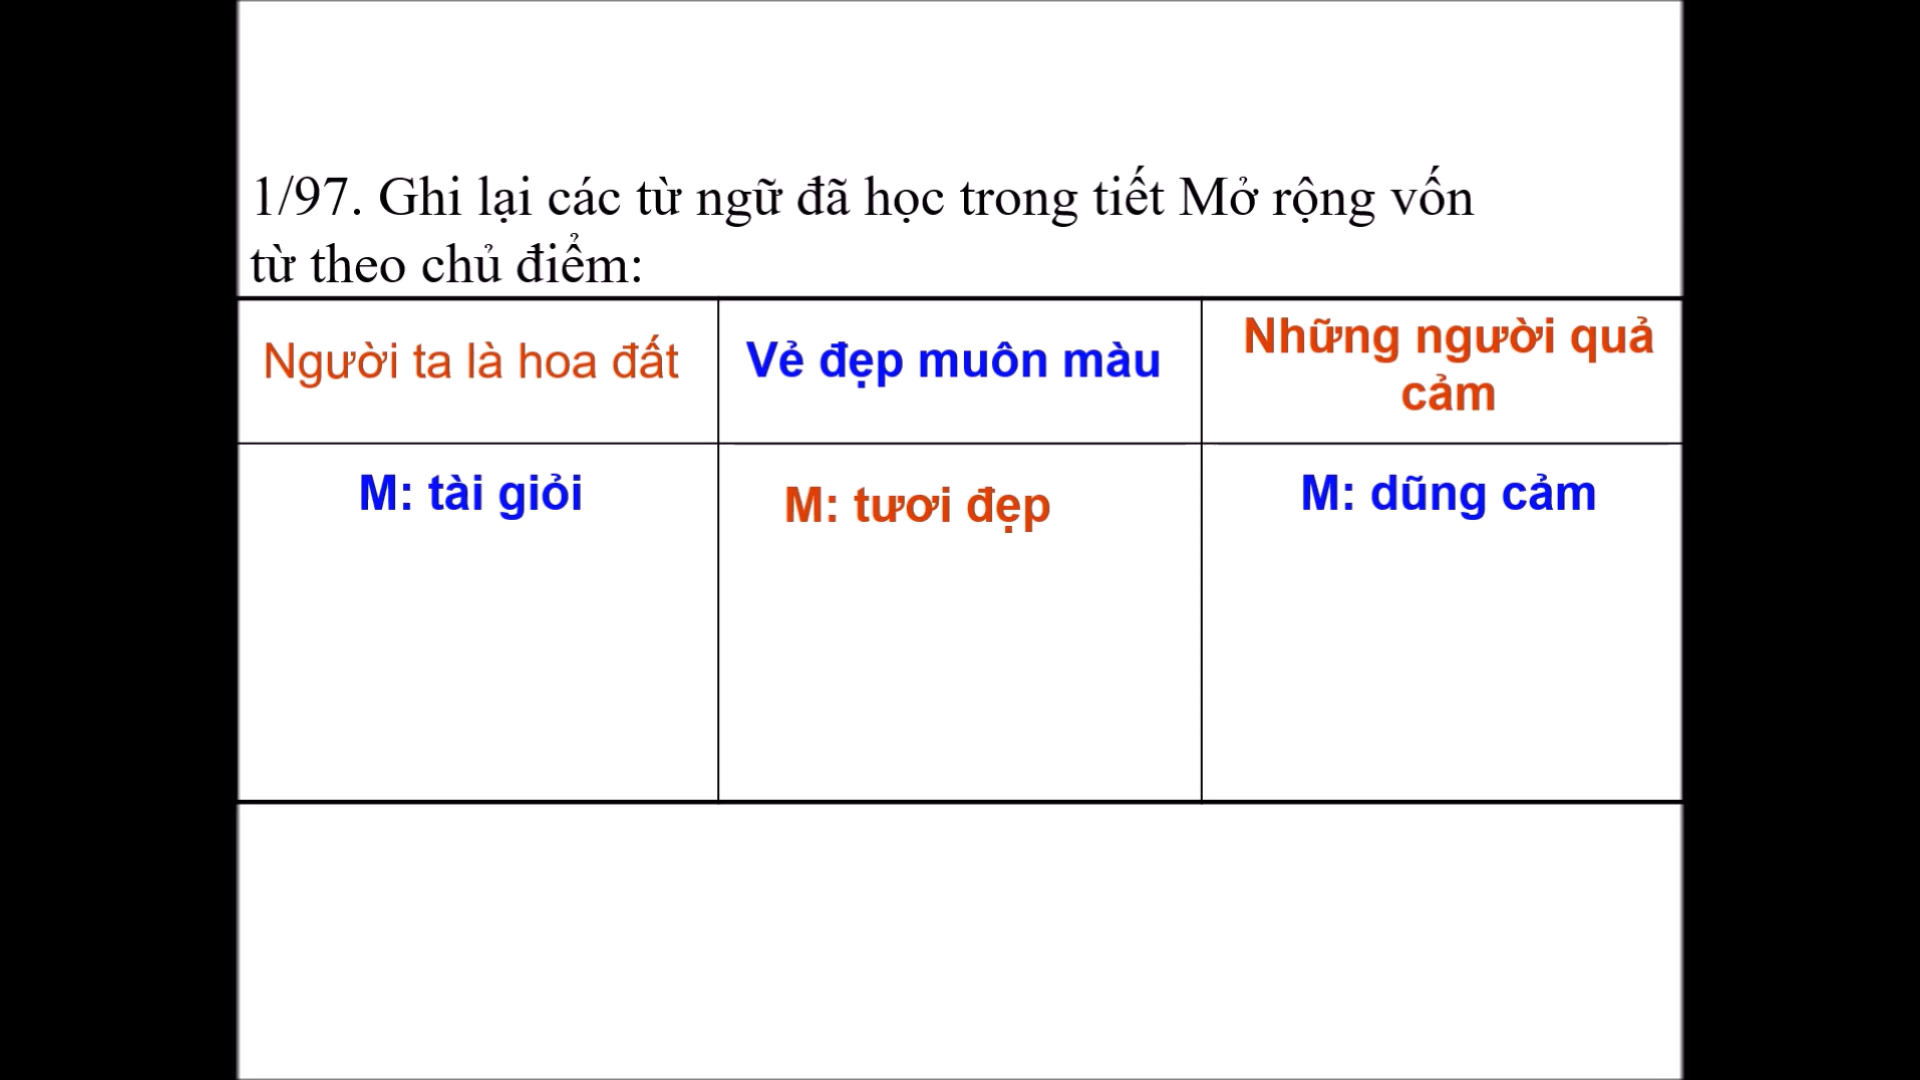 1/97. Ghi lại các từ ngữ đã học trong tiết Mở rộng vốn
từ theo chủ điểm:
Người ta là hoa đất
Vẻ đẹp muôn màu
Những người quả
cảm
M: tài giỏi
M: tươi đẹp
M: dũng cảm